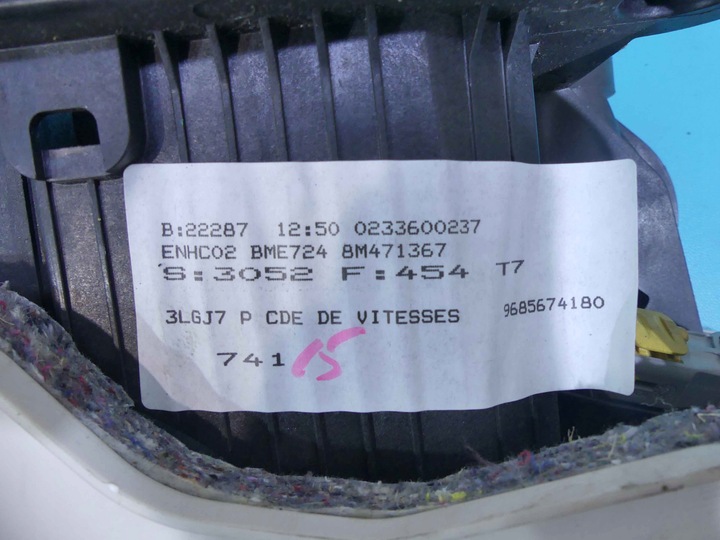 B:22287 12:50 0233600237
ENHC02 BME724 8M471367
S:3052 F:454 T7
3LGJ7 P CDE DE VITESSES 9685674180
741 15